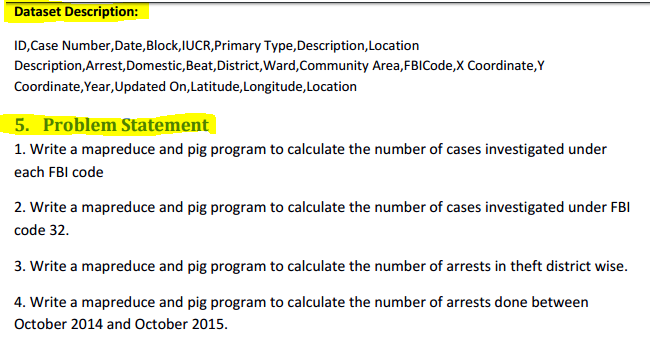 Dataset Description:
ID,Case Number,Date,Block,IUCR,Primary Type,Description,Location
Description,Arrest,Domestic,Beat,District,Ward,Community Area,FBICode,X Coordinate,Y
Coordinate,Year,Updated On,Latitude,Longitude,Location
5. Problem Statement
1. Write a mapreduce and pig program to calculate the number of cases investigated under
each FBI code
2. Write a mapreduce and pig program to calculate the number of cases investigated under FBI
code 32.
3. Write a mapreduce and pig program to calculate the number of arrests in theft district wise.
4. Write a mapreduce and pig program to calculate the number of arrests done between
October 2014 and October 2015.